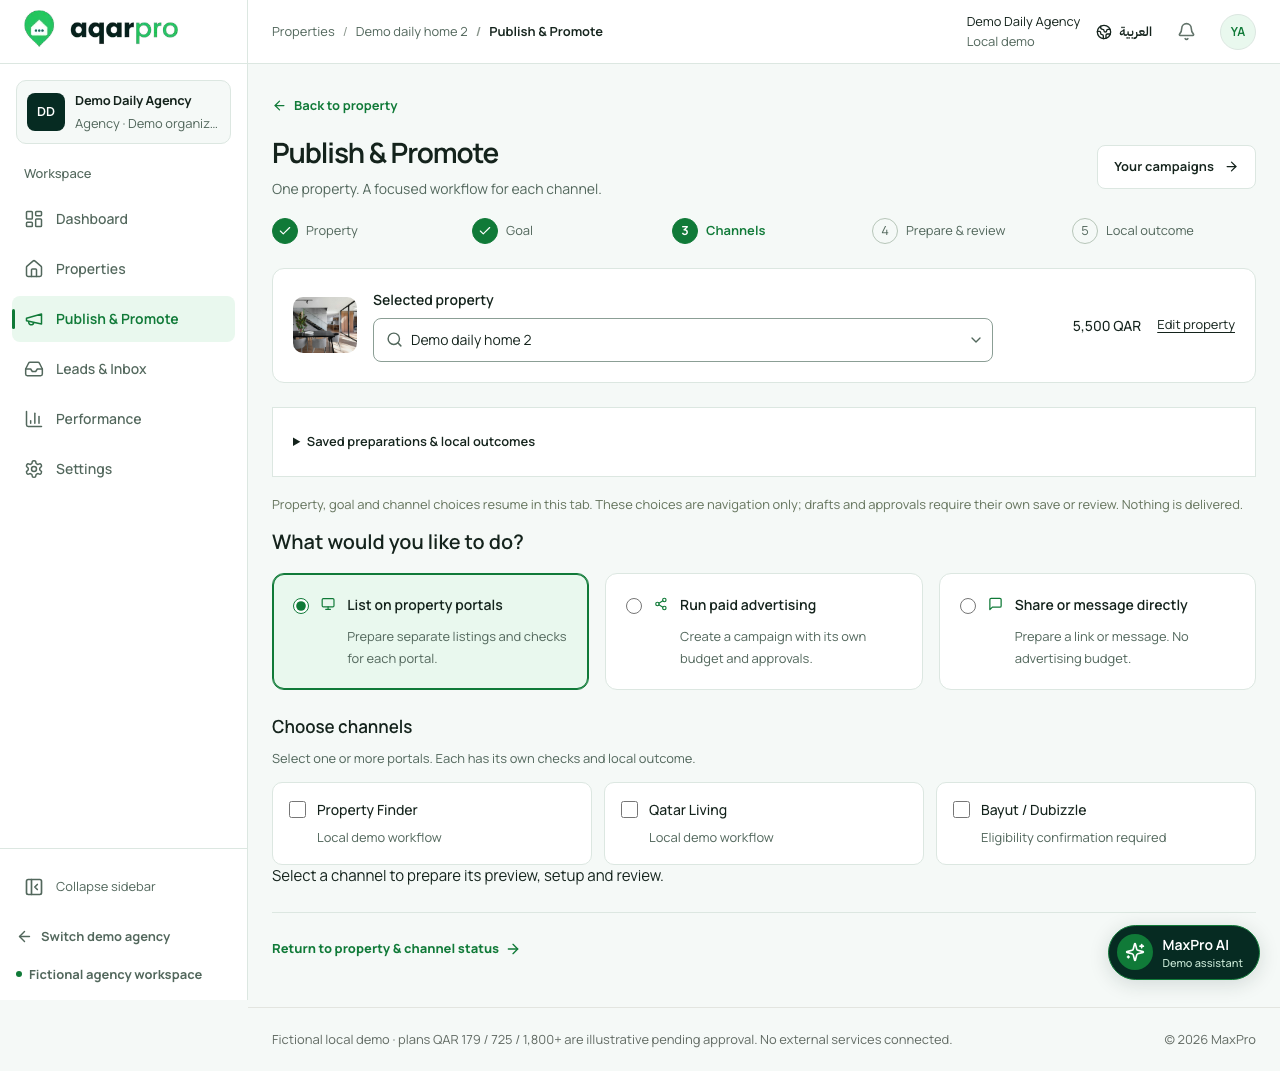 aqarpro
Properties / Demo daily home 2 / Publish & Promote
Demo Daily Agency
Local demo
العربية
YA
DD
Demo Daily Agency
Agency · Demo organiz...
Workspace
Dashboard
Properties
Publish & Promote
Leads & Inbox
Performance
Settings
Collapse sidebar
Switch demo agency
Fictional agency workspace
Back to property
Publish & Promote
One property. A focused workflow for each channel.
Your campaigns
Property
Goal
3 Channels
4 Prepare & review
5 Local outcome
Selected property
Demo daily home 2
5,500 QAR
Edit property
Saved preparations & local outcomes
Property, goal and channel choices resume in this tab. These choices are navigation only; drafts and approvals require their own save or review. Nothing is delivered.
What would you like to do?
List on property portals
Prepare separate listings and checks
for each portal.
Run paid advertising
Create a campaign with its own
budget and approvals.
Share or message directly
Prepare a link or message. No
advertising budget.
Choose channels
Select one or more portals. Each has its own checks and local outcome.
Property Finder
Local demo workflow
Qatar Living
Local demo workflow
Bayut / Dubizzle
Eligibility confirmation required
Select a channel to prepare its preview, setup and review.
Return to property & channel status
MaxPro AI
Demo assistant
Fictional local demo · plans QAR 179 / 725 / 1,800+ are illustrative pending approval. No external services connected.
© 2026 MaxPro